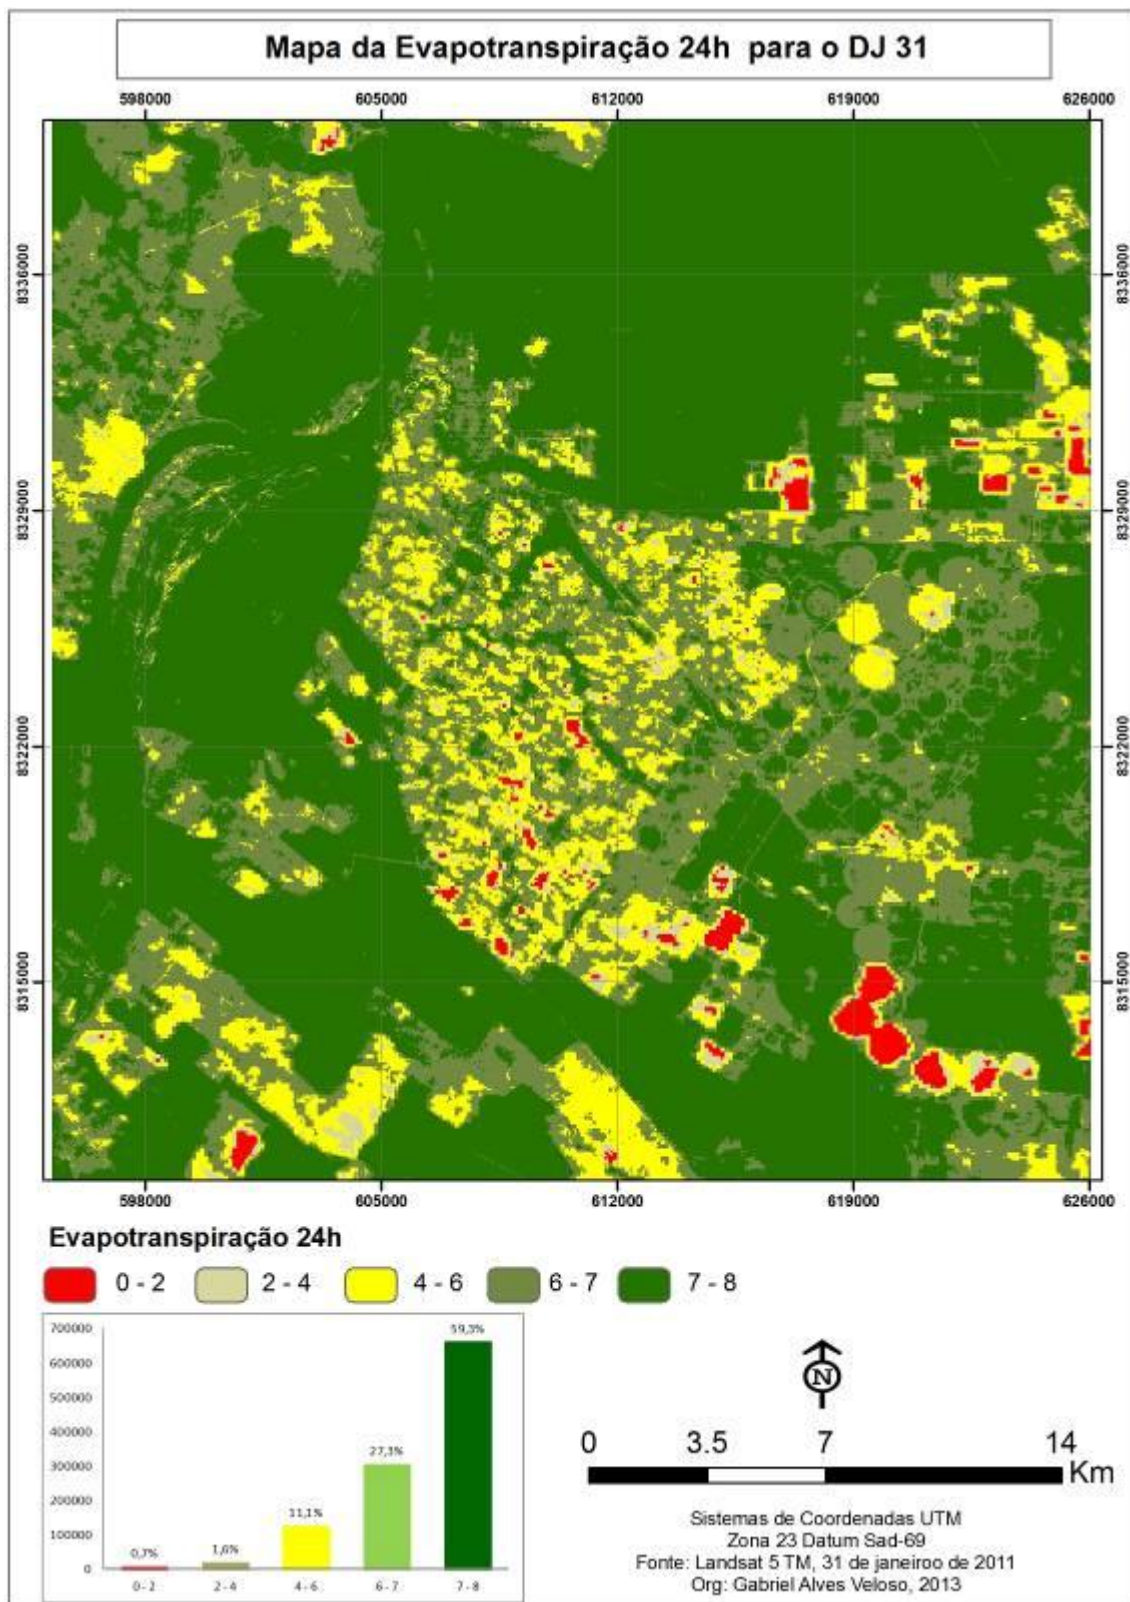 Mapa da Evapotranspiração 24h para o DJ 31
598000 605000 612000 619000 626000
8336000 8336000
8329000 8329000
8322000 8322000
8315000 8315000
598000 605000 612000 619000 626000
Evapotranspiração 24h
0 - 2 2 - 4 4 - 6 6 - 7 7 - 8
700000
600000
500000
400000
300000
200000
100000
0
0,7% 1,6% 11,1% 27,3% 59,3%
0 - 2 2 - 4 4 - 6 6 - 7 7 - 8
N
0 3.5 7 14
Km
Sistemas de Coordenadas UTM
Zona 23 Datum Sad-69
Fonte: Landsat 5 TM, 31 de janeiroo de 2011
Org: Gabriel Alves Veloso, 2013